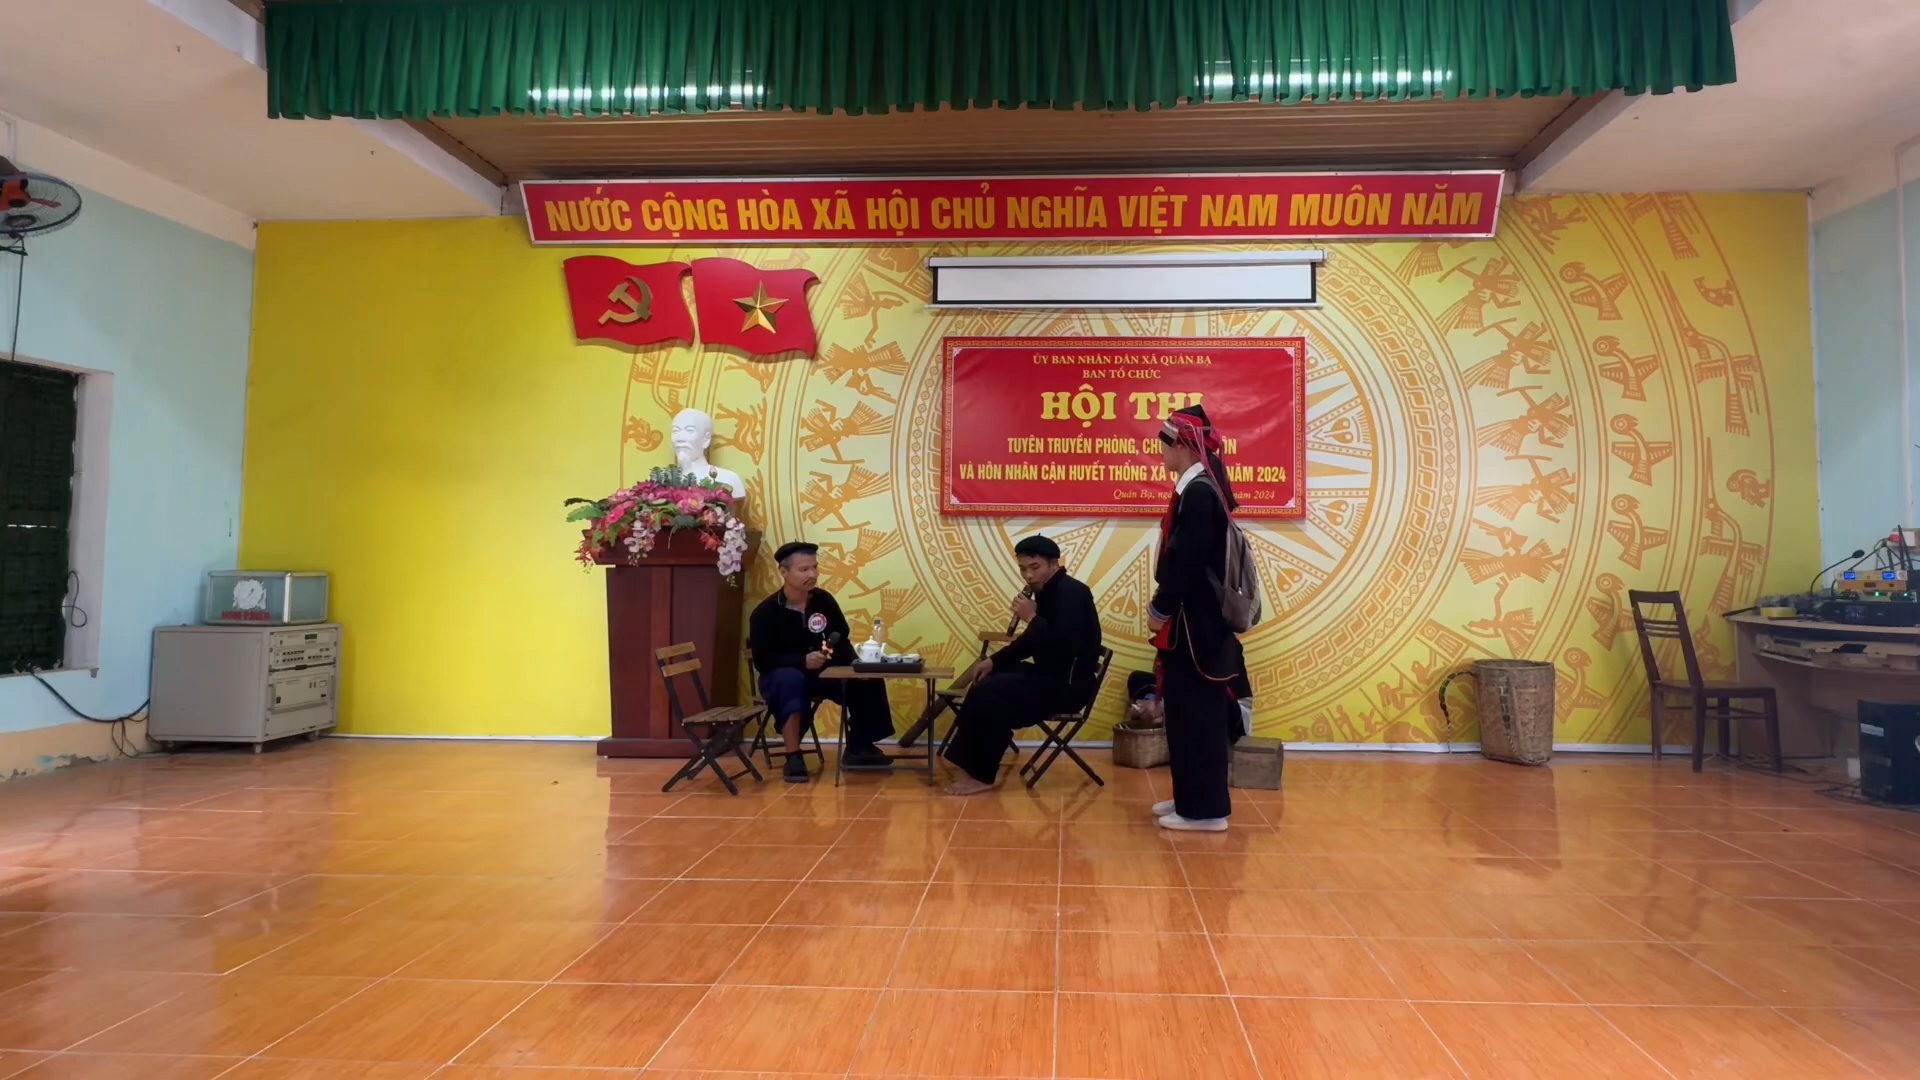 NƯỚC CỘNG HÒA XÃ HỘI CHỦ NGHĨA VIỆT NAM MUÔN NĂM
ỦY BAN NHÂN DÂN XÃ QUẢN BẠ
BAN TỔ CHỨC
HỘI THI
TUYÊN TRUYỀN PHÒNG,
VÀ HÔN NHÂN CẬN HUYẾT THỐNG XÃ NĂM 2024
Quản Bạ, năm 2024